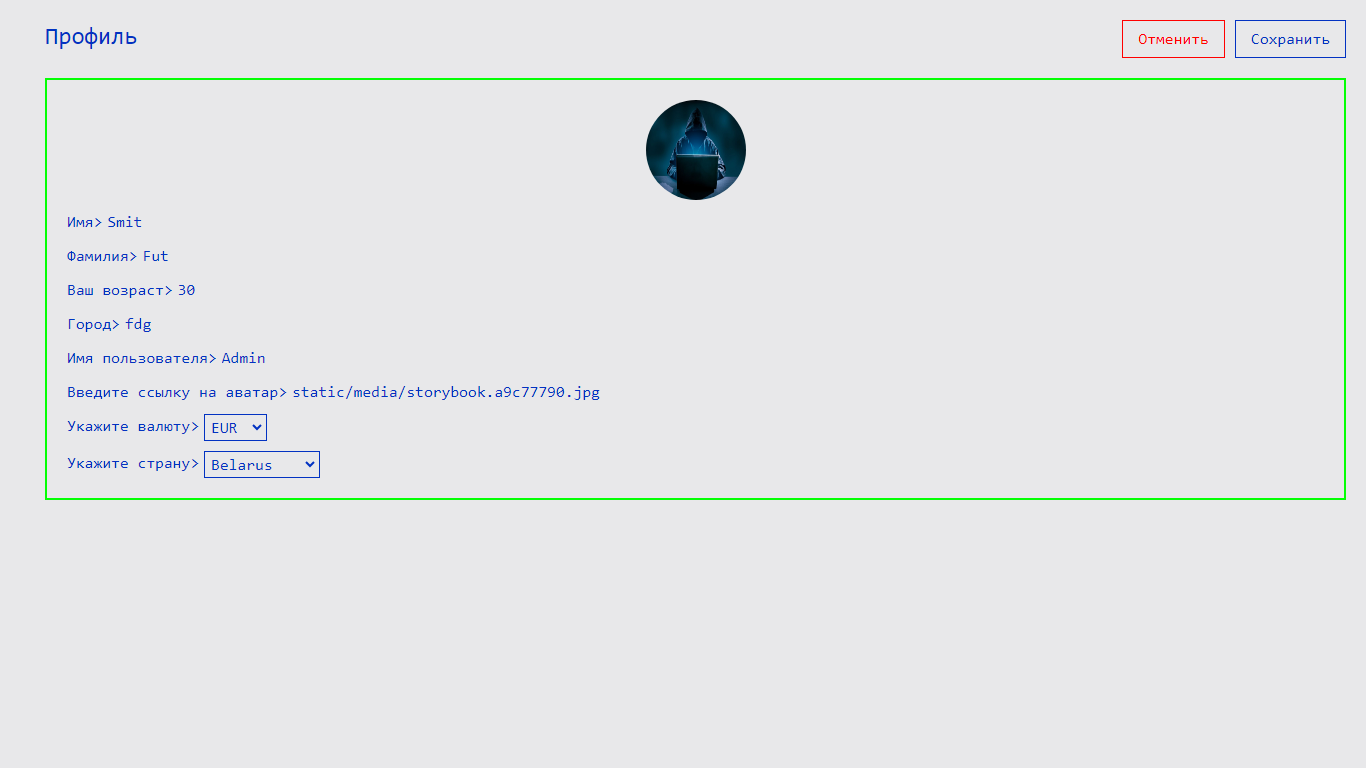 Профиль
Отменить
Сохранить
Имя> Smit
Фамилия> Fut
Ваш возраст> 30
Город> fdg
Имя пользователя> Admin
Введите ссылку на аватар> static/media/storybook.a9c77790.jpg
Укажите валюту> EUR
Укажите страну> Belarus